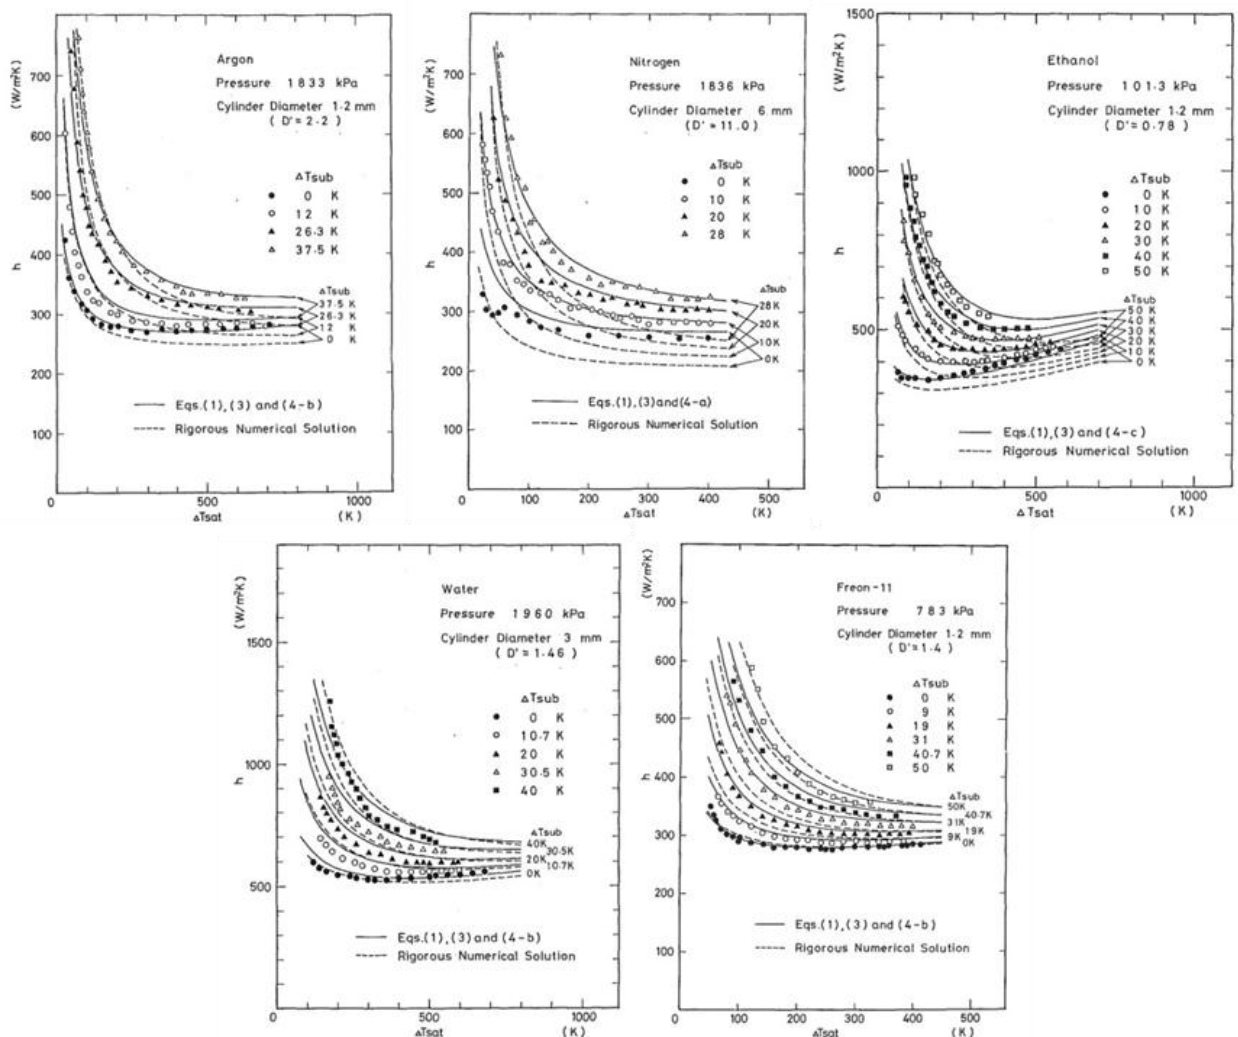 (W/m²K)
h
700
600
500
400
300
200
100
0
500
1000
ΔTsat
(K)
Argon
Pressure 1833 kPa
Cylinder Diameter 1.2 mm
( D' = 2.2 )
ΔTsub
● 0 K
○ 12 K
▲ 26.3 K
△ 37.5 K
ΔTsub
37.5 K
26.3 K
12 K
0 K
Eqs.(1),(3) and (4-b)
Rigorous Numerical Solution
(W/m²K)
h
700
600
500
400
300
200
100
0
100
200
300
400
500
ΔTsat
(K)
Nitrogen
Pressure 1836 kPa
Cylinder Diameter 6 mm
( D' = 11.0 )
ΔTsub
● 0 K
○ 10 K
▲ 20 K
△ 28 K
ΔTsub
28K
20K
10K
0K
Eqs.(1),(3)and(4-a)
Rigorous Numerical Solution
1500
(W/m²K)
h
1000
500
0
500
1000
ΔTsat
(K)
Ethanol
Pressure 101.3 kPa
Cylinder Diameter 1.2 mm
( D' = 0.78 )
ΔTsub
● 0 K
○ 10 K
▲ 20 K
△ 30 K
■ 40 K
□ 50 K
ΔTsub
50K
40K
30K
20K
10K
0K
Eqs.(1),(3) and (4-c)
Rigorous Numerical Solution
(W/m²K)
h
1500
1000
500
0
500
1000
ΔTsat
(K)
Water
Pressure 1960 kPa
Cylinder Diameter 3 mm
( D' = 1.46 )
ΔTsub
● 0 K
○ 10.7 K
▲ 20 K
△ 30.5 K
■ 40 K
ΔTsub
40K
30.5K
20K
10.7K
0K
Eqs.(1),(3) and (4-b)
Rigorous Numerical Solution
(W/m²K)
h
700
600
500
400
300
200
100
0
100
200
300
400
500
ΔTsat
(K)
Freon-11
Pressure 783 kPa
Cylinder Diameter 1.2 mm
( D' = 1.4 )
ΔTsub
● 0 K
○ 9 K
▲ 19 K
△ 31 K
■ 40.7 K
□ 50 K
ΔTsub
50K
40.7K
31K
19K
9K
0K
Eqs.(1),(3) and (4-b)
Rigorous Numerical Solution